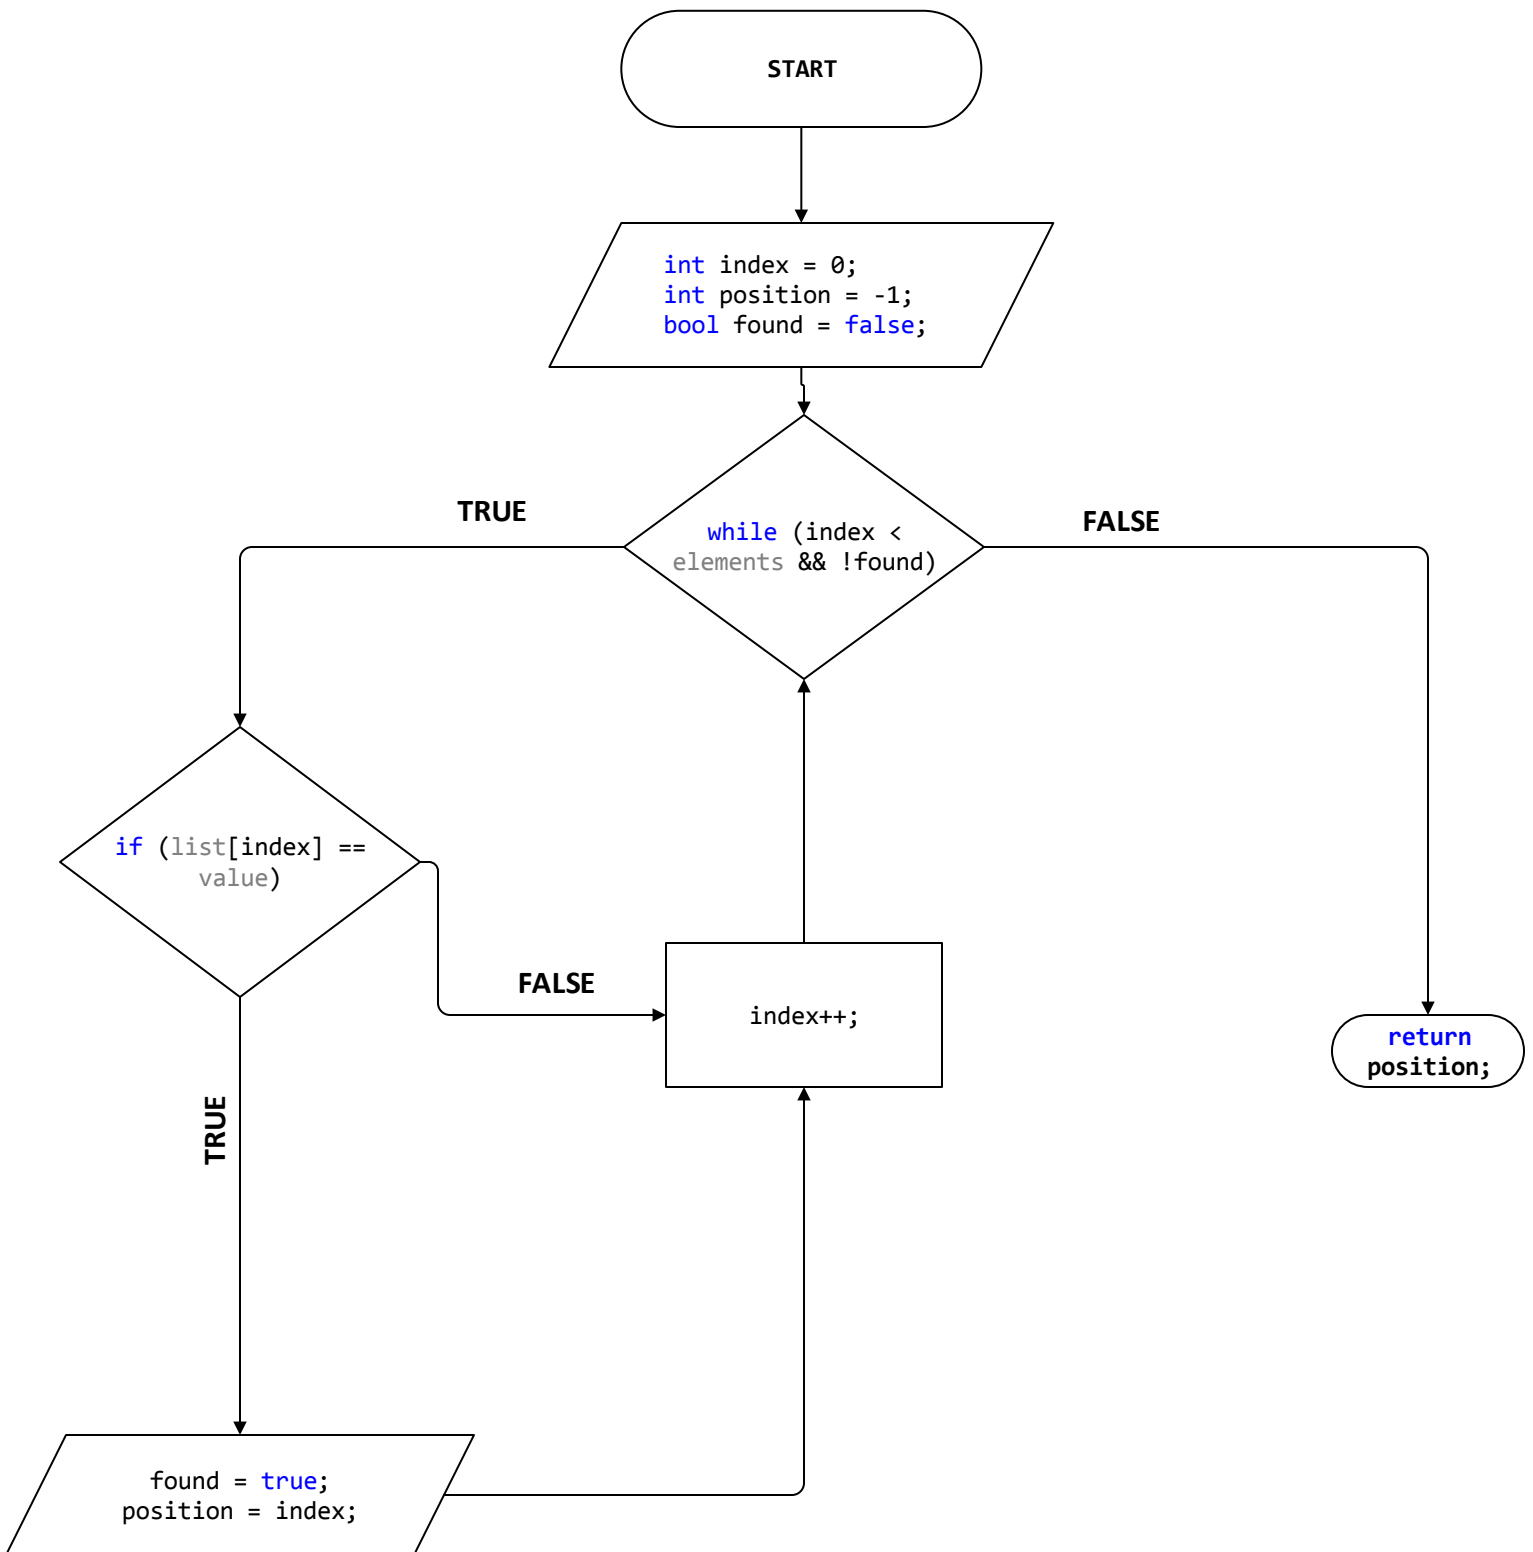 START
int index = 0;
int position = -1;
bool found = false;
TRUE
while (index <
elements && !found)
FALSE
if (list[index] ==
value)
FALSE
index++;
return
position;
TRUE
found = true;
position = index;